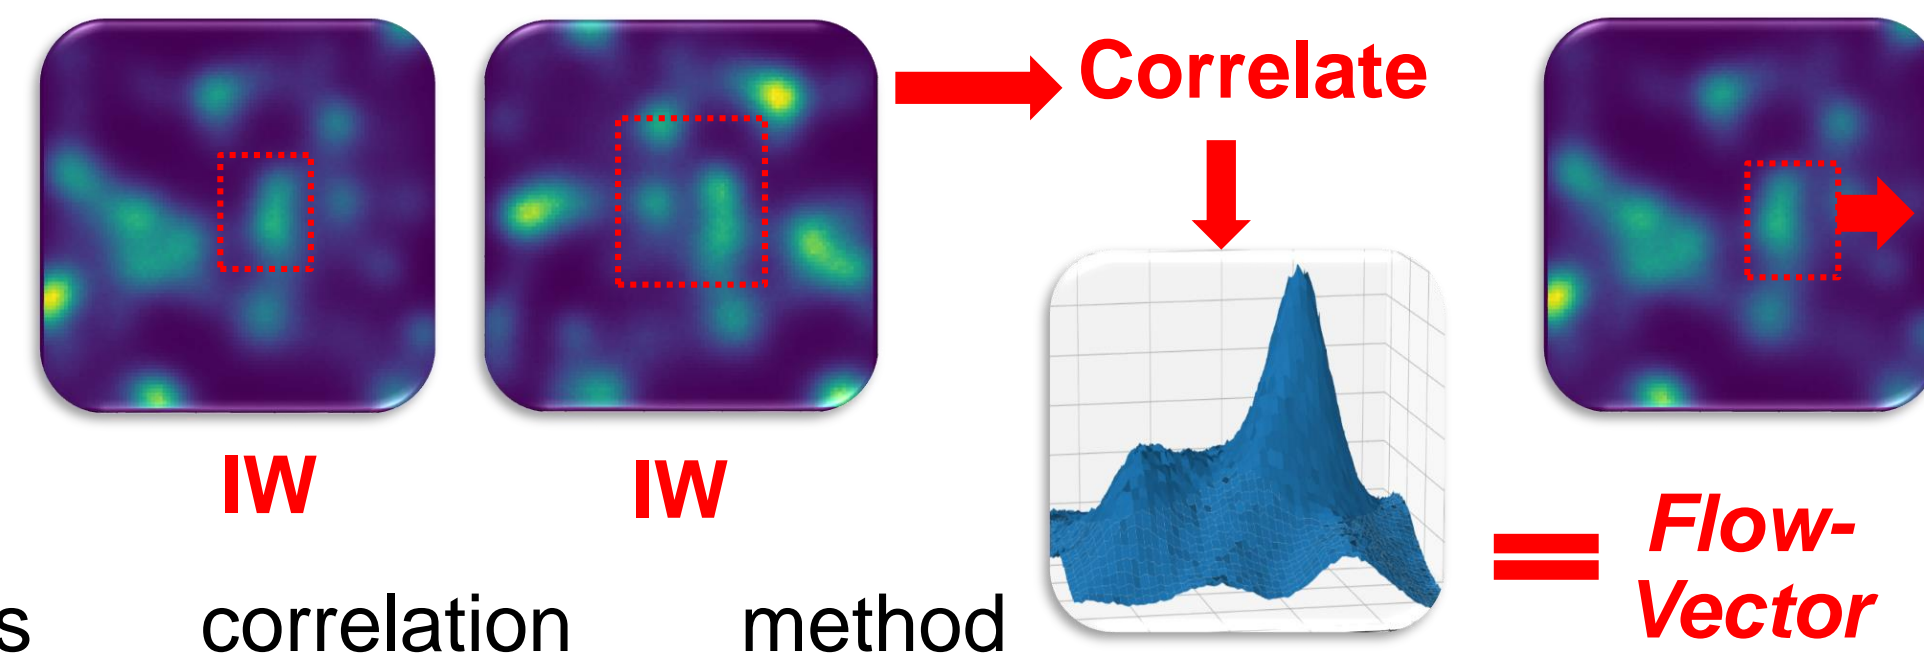 Correlate
IW
IW
Flow-
Vector
s correlation method